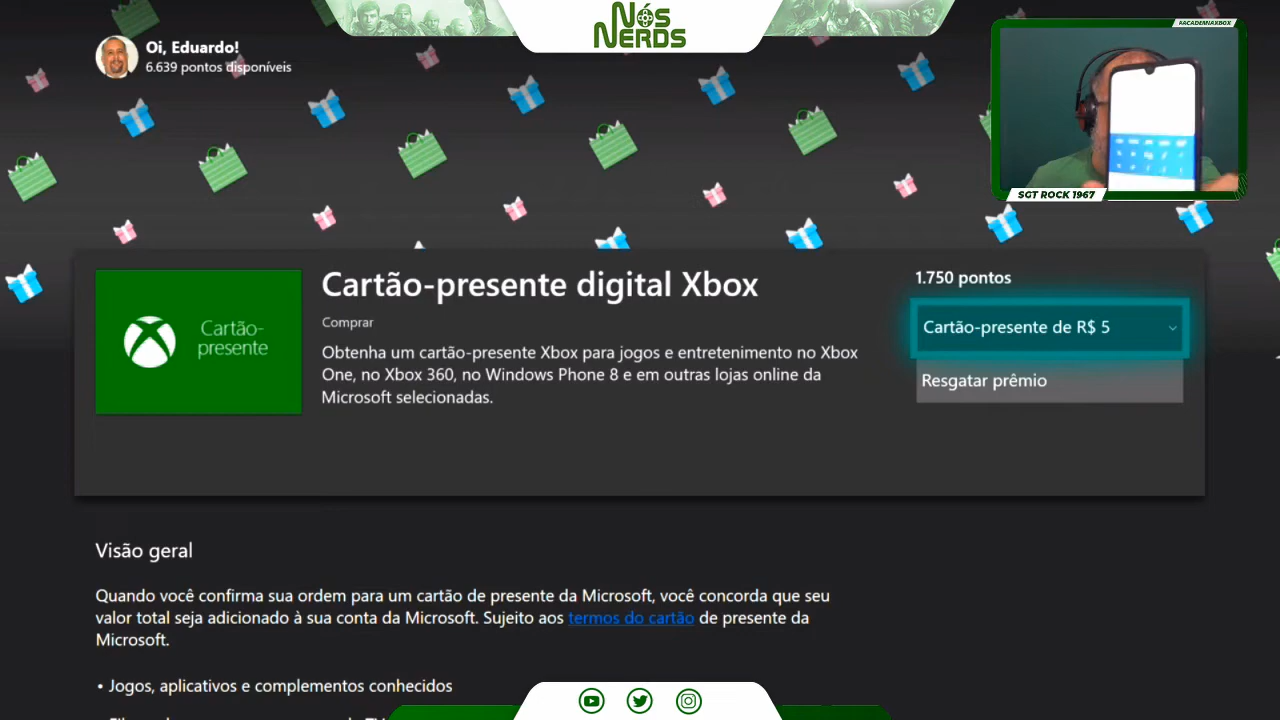 Nós
NERDS
#ACADEMIAXBOX
Oi, Eduardo!
6.639 pontos disponíveis
SGT ROCK 1967
Cartão-
presente
Cartão-presente digital Xbox
Comprar
Obtenha um cartão-presente Xbox para jogos e entretenimento no Xbox
One, no Xbox 360, no Windows Phone 8 e em outras lojas online da
Microsoft selecionadas.
1.750 pontos
Cartão-presente de R$ 5
Resgatar prêmio
Visão geral
Quando você confirma sua ordem para um cartão de presente da Microsoft, você concorda que seu
valor total seja adicionado à sua conta da Microsoft. Sujeito aos termos do cartão de presente da
Microsoft.
• Jogos, aplicativos e complementos conhecidos